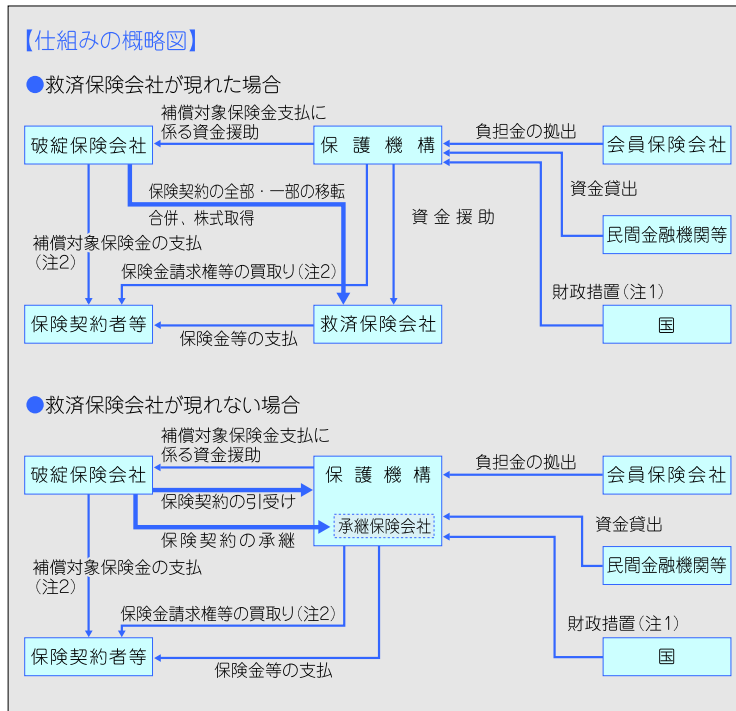 【仕組みの概略図】
●救済保険会社が現れた場合
補償対象保険金支払に
係る資金援助
負担金の拠出
破綻保険会社
保護機構
会員保険会社
保険契約の全部・一部の移転
合併、株式取得
資金援助
資金貸出
民間金融機関等
補償対象保険金の支払
(注2)
保険金請求権等の買取り(注2)
財政措置(注1)
保険契約者等
救済保険会社
国
保険金等の支払
●救済保険会社が現れない場合
補償対象保険金支払に
係る資金援助
負担金の拠出
破綻保険会社
保護機構
会員保険会社
保険契約の引受け
承継保険会社
保険契約の承継
資金貸出
民間金融機関等
補償対象保険金の支払
(注2)
保険金請求権等の買取り(注2)
財政措置(注1)
保険契約者等
国
保険金等の支払